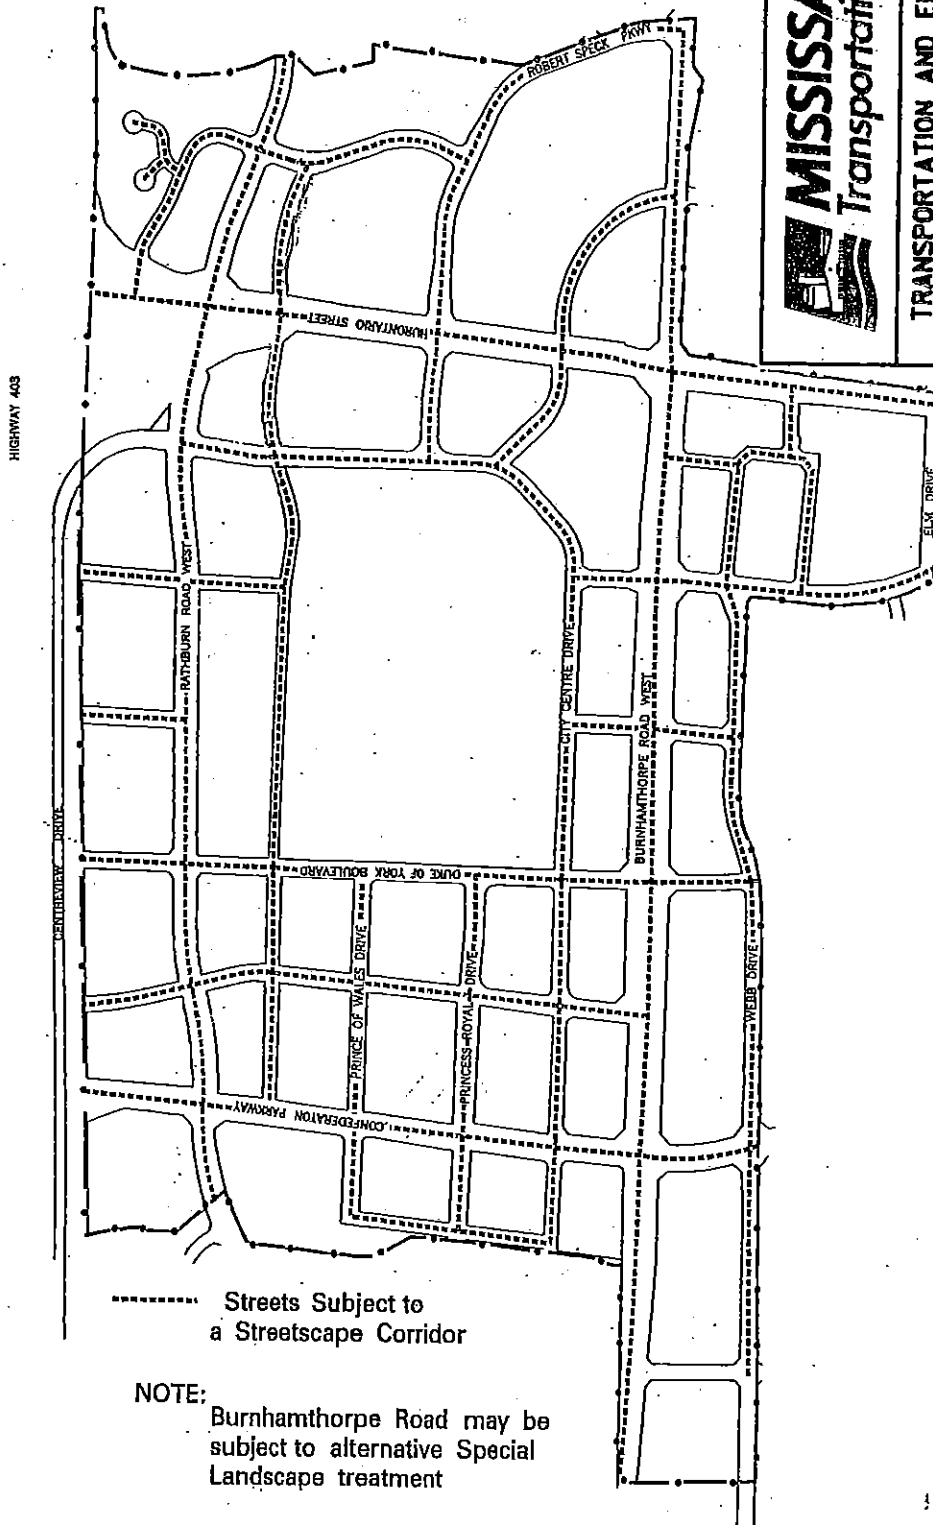 ROBERT SPECK PKWY
MISSISSA
Transportati
TRANSPORTATION AND E
HURONTARIO STREET
HIGHWAY 403
RATHBURN ROAD WEST
ELM DRIVE
CITY CENTRE DRIVE
BURNHAMTHORPE ROAD WEST
CENTREVIEW DRIVE
DUKE OF YORK BOULEVARD
PRINCE OF WALES DRIVE
PRINCESS ROYAL DRIVE
WEBB DRIVE
CONFEDERATON PARKWAY
Streets Subject to
a Streetscape Corridor
NOTE:
Burnhamthorpe Road may be
subject to alternative Special
Landscape treatment